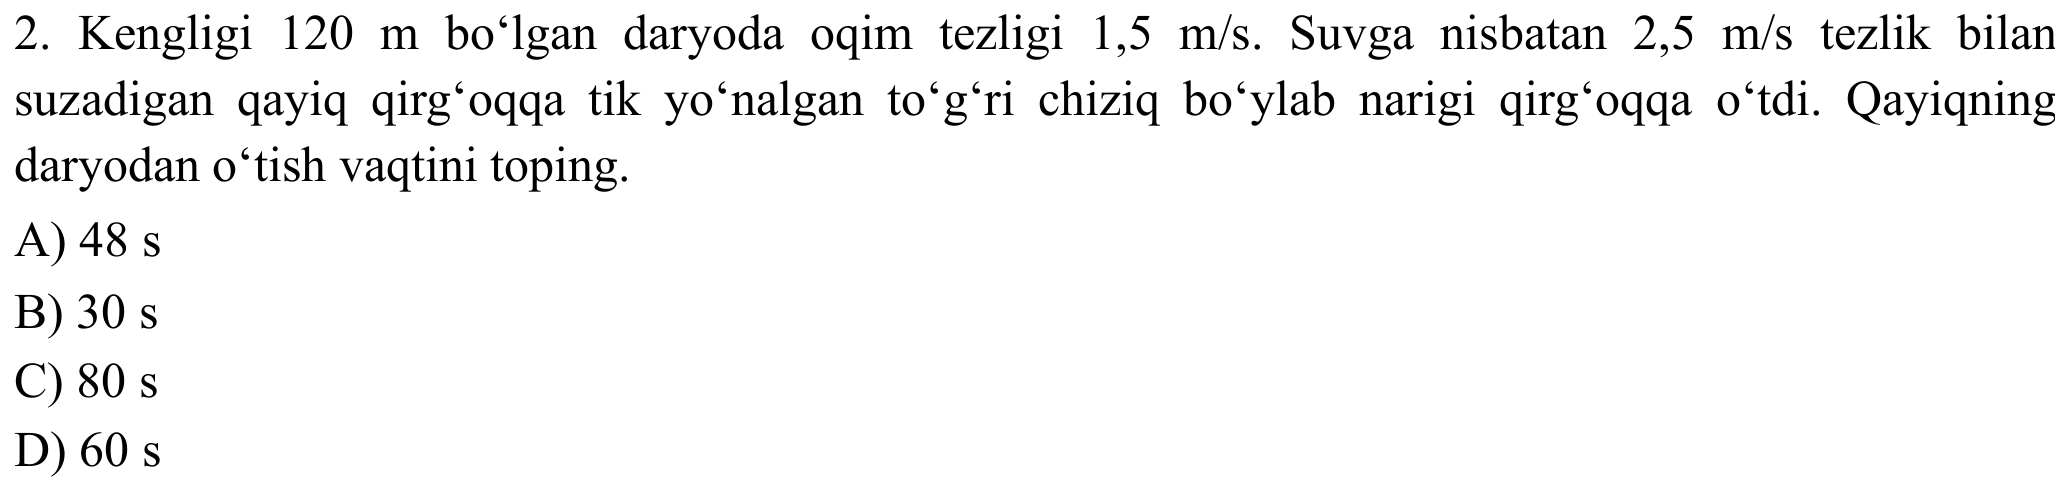 2. Kengligi 120 m bo‘lgan daryoda oqim tezligi 1,5 m/s. Suvga nisbatan 2,5 m/s tezlik bilan
suzadigan qayiq qirg‘oqqa tik yo‘nalgan to‘g‘ri chiziq bo‘ylab narigi qirg‘oqqa o‘tdi. Qayiqning
daryodan o‘tish vaqtini toping.
A) 48 s
B) 30 s
C) 80 s
D) 60 s